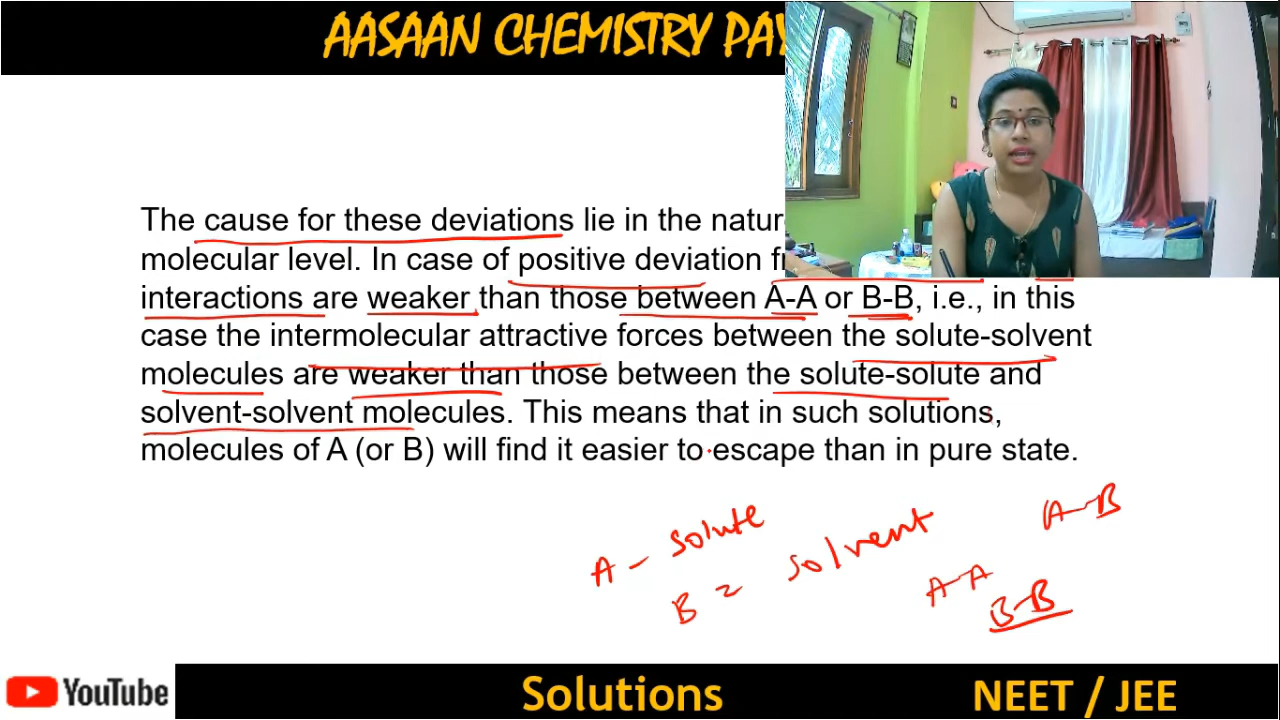 AASAAN CHEMISTRY PAY
The cause for these deviations lie in the natur
molecular level. In case of positive deviation f
interactions are weaker than those between A-A or B-B, i.e., in this
case the intermolecular attractive forces between the solute-solvent
molecules are weaker than those between the solute-solute and
solvent-solvent molecules. This means that in such solutions,
molecules of A (or B) will find it easier to escape than in pure state.
A - Solute
B = Solvent
A-B
A-A
B-B
YouTube
Solutions
NEET / JEE